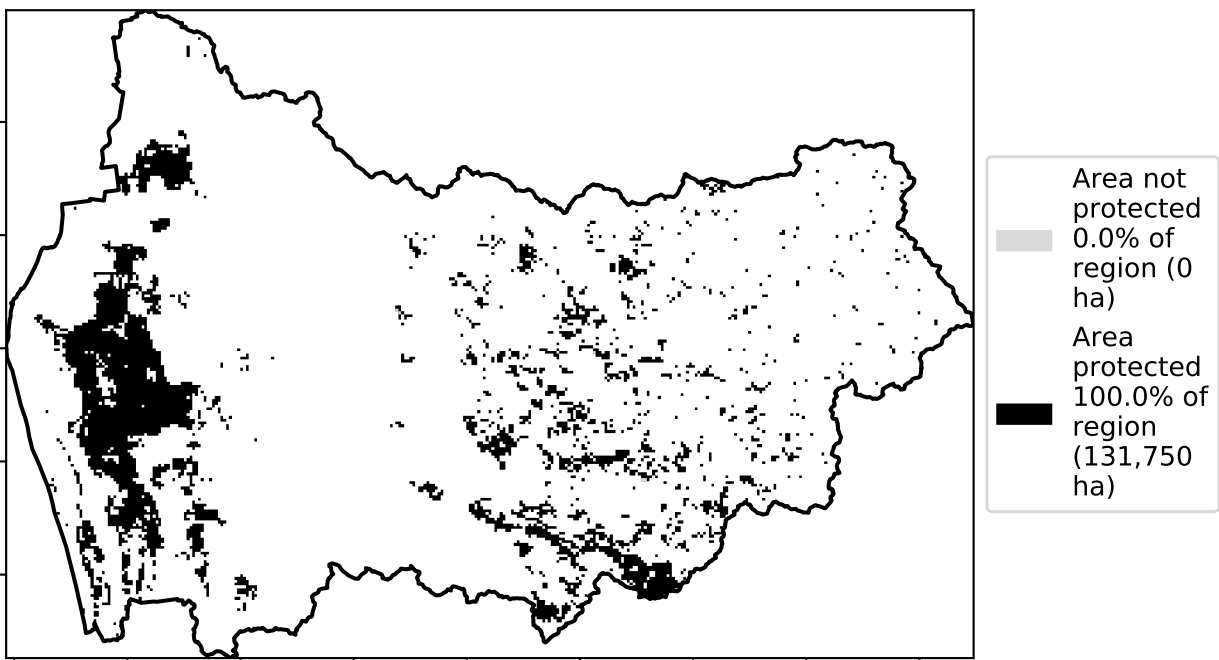 Area not
protected
0.0% of
region (0
ha)
Area
protected
100.0% of
region
(131,750
ha)